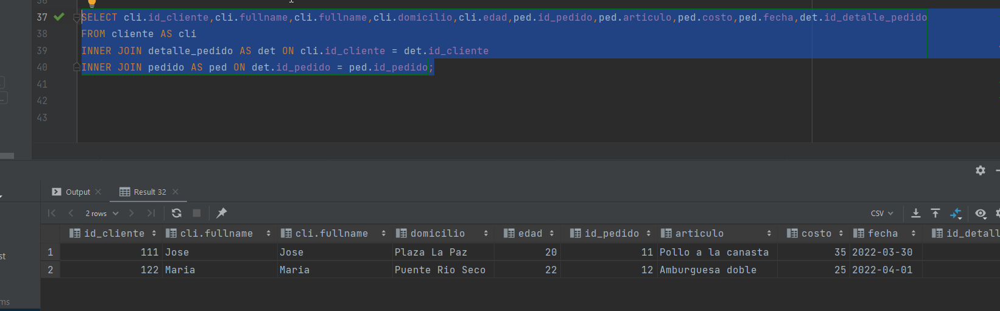 36
37 SELECT cli.id_cliente,cli.fullname,cli.fullname,cli.domicilio,cli.edad,ped.id_pedido,ped.articulo,ped.costo,ped.fecha,det.id_detalle_pedido
38 FROM cliente AS cli
39 INNER JOIN detalle_pedido AS det ON cli.id_cliente = det.id_cliente
40 INNER JOIN pedido AS ped ON det.id_pedido = ped.id_pedido;
41
42
43
Output Result 32
2 rows CSV
id_cliente cli.fullname cli.fullname domicilio edad id_pedido articulo costo fecha id_detall
1 111 Jose Jose Plaza La Paz 20 11 Pollo a la canasta 35 2022-03-30
2 122 Maria Maria Puente Rio Seco 22 12 Amburguesa doble 25 2022-04-01
st
ms